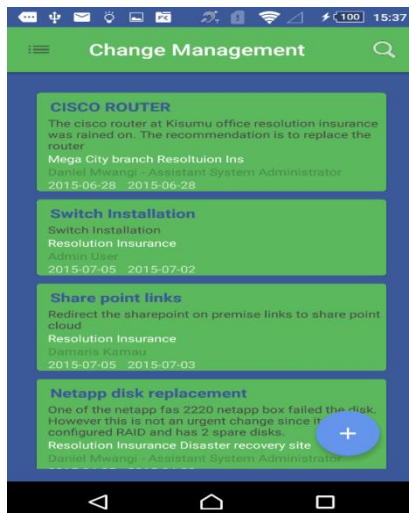 100 15:37
Change Management
CISCO ROUTER
The cisco router at Kisumu office resolution insurance
was rained on. The recommendation is to replace the
router
Mega City branch Resoltuion Ins
Daniel Mwangi - Assistant System Administrator
2015-06-28 2015-06-28
Switch Installation
Switch Installation
Resolution Insurance
Admin User
2015-07-05 2015-07-02
Share point links
Redirect the sharepoint on premise links to share point
cloud
Resolution Insurance
Damaris Kamau
2015-07-05 2015-07-03
Netapp disk replacement
One of the netapp fas 2220 netapp box failed the disk.
However this is not an urgent change since it
configured RAID and has 2 spare disks.
Resolution Insurance Disaster recovery site
Daniel Mwangi - Assistant System Administrator